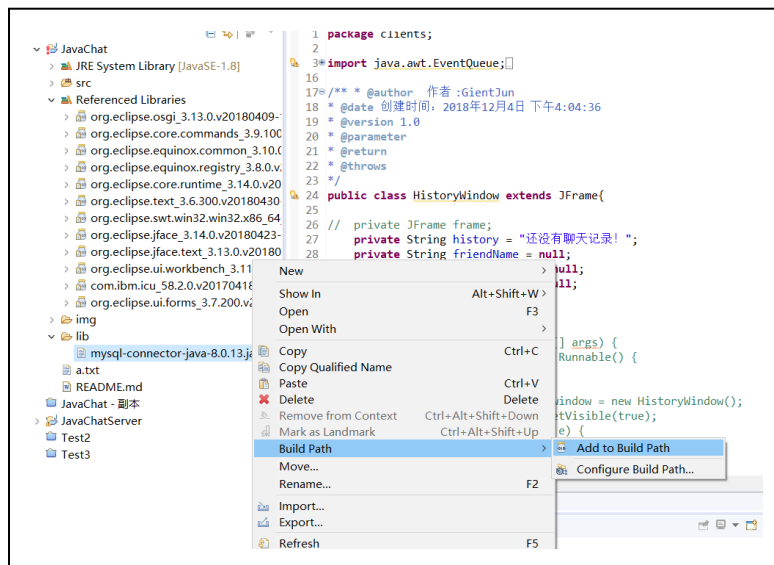 JavaChat
JRE System Library [JavaSE-1.8]
src
Referenced Libraries
org.eclipse.osgi_3.13.0.v20180409-
org.eclipse.core.commands_3.9.100
org.eclipse.equinox.common_3.10.
org.eclipse.equinox.registry_3.8.0.v
org.eclipse.core.runtime_3.14.0.v20
org.eclipse.text_3.6.300.v20180430-
org.eclipse.swt.win32.win32.x86_64
org.eclipse.jface_3.14.0.v20180423-
org.eclipse.jface.text_3.13.0.v20180
org.eclipse.ui.workbench_3.11
com.ibm.icu_58.2.0.v20170418
org.eclipse.ui.forms_3.7.200.v2
img
lib
mysql-connector-java-8.0.13.ja
a.txt
README.md
JavaChat - 副本
JavaChatServer
Test2
Test3
1 package clients;
2
3 import java.awt.EventQueue;
16
17 /** * @author 作者 :GientJun
18 * @date 创建时间：2018年12月4日 下午4:04:36
19 * @version 1.0
20 * @parameter
21 * @return
22 * @throws
23 */
24 public class HistoryWindow extends JFrame{
25
26 // private JFrame frame;
27 private String history = "还没有聊天记录！";
28 private String friendName = null;
null;
ll;
] args) {
Runnable() {
indow = new HistoryWindow();
etVisible(true);
e) {
New
Show In Alt+Shift+W
Open F3
Open With
Copy Ctrl+C
Copy Qualified Name
Paste Ctrl+V
Delete Delete
Remove from Context Ctrl+Alt+Shift+Down
Mark as Landmark Ctrl+Alt+Shift+Up
Build Path
Move...
Rename... F2
Import...
Export...
Refresh F5
Add to Build Path
Configure Build Path...